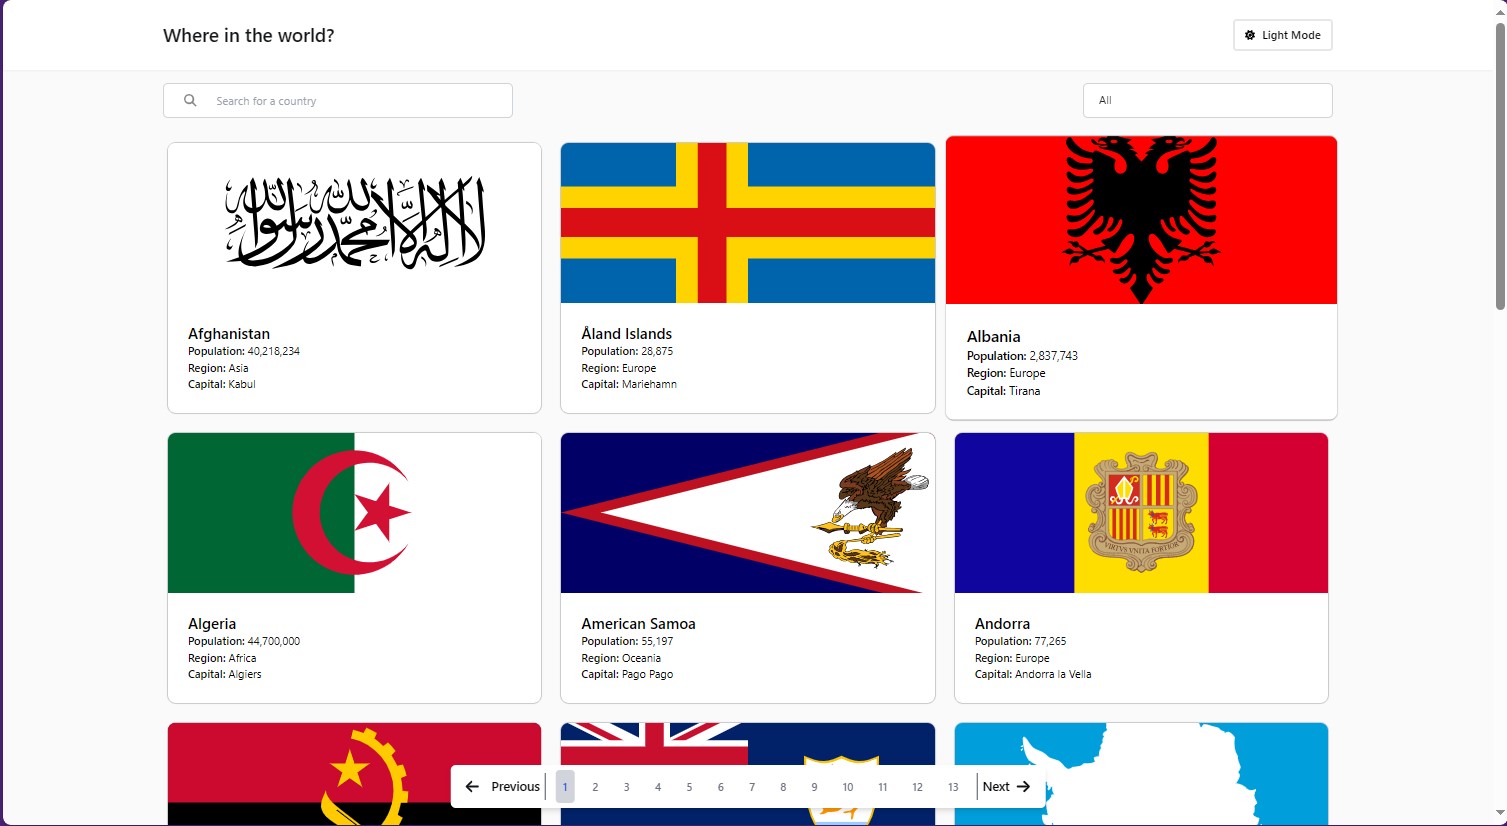 Where in the world?
Light Mode
Search for a country
All
لا إله إلا الله محمد رسول الله
Afghanistan
Population: 40,218,234
Region: Asia
Capital: Kabul
Åland Islands
Population: 28,875
Region: Europe
Capital: Mariehamn
Albania
Population: 2,837,743
Region: Europe
Capital: Tirana
VIRTVS VNITA FORTIOR
Algeria
Population: 44,700,000
Region: Africa
Capital: Algiers
American Samoa
Population: 55,197
Region: Oceania
Capital: Pago Pago
Andorra
Population: 77,265
Region: Europe
Capital: Andorra la Vella
Previous 1 2 3 4 5 6 7 8 9 10 11 12 13 Next